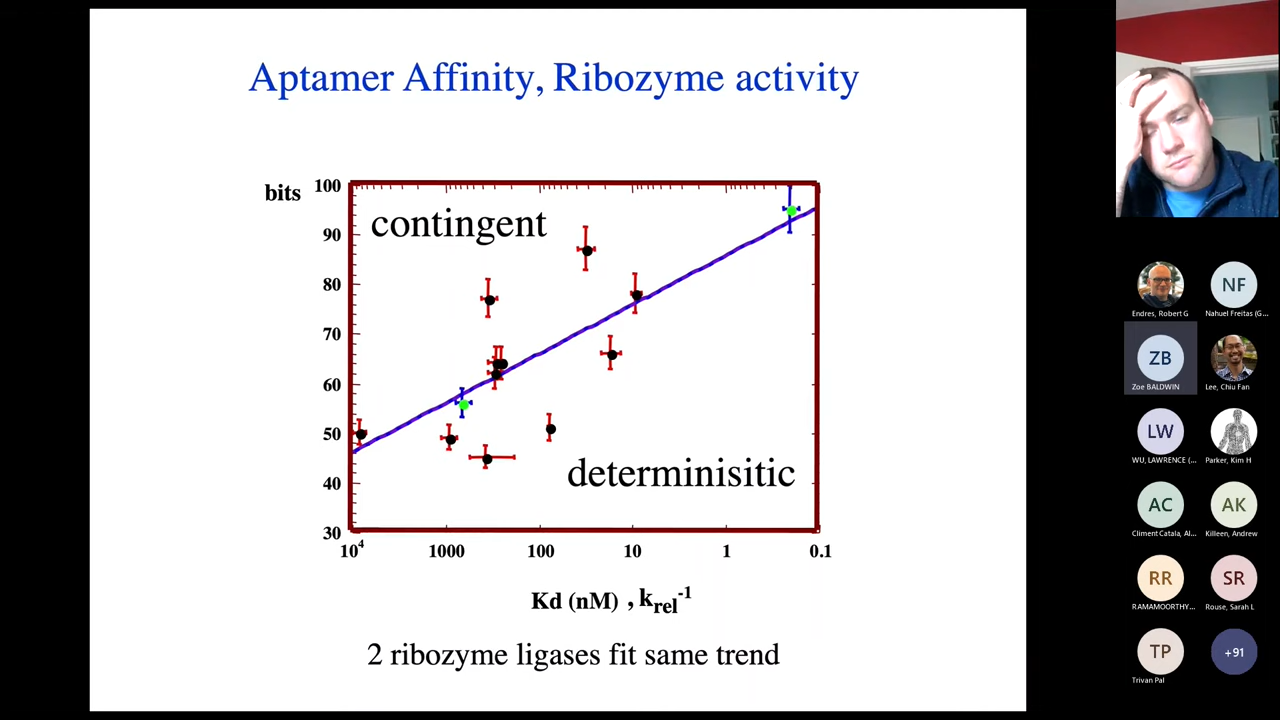 Aptamer Affinity, Ribozyme activity
bits
100
90
80
70
60
50
40
30
contingent
determinisitic
10⁴
1000
100
10
1
0.1
Kd (nM) , k_rel⁻¹
2 ribozyme ligases fit same trend
NF
Endres, Robert G
Nahuel Freitas (G...
ZB
Zoe BALDWIN
Lee, Chiu Fan
LW
WU, LAWRENCE (...
Parker, Kim H
AC
AK
Climent Catala, Al...
Killeen, Andrew
RR
SR
RAMAMOORTHY...
Rouse, Sarah L
TP
+91
Trivan Pal